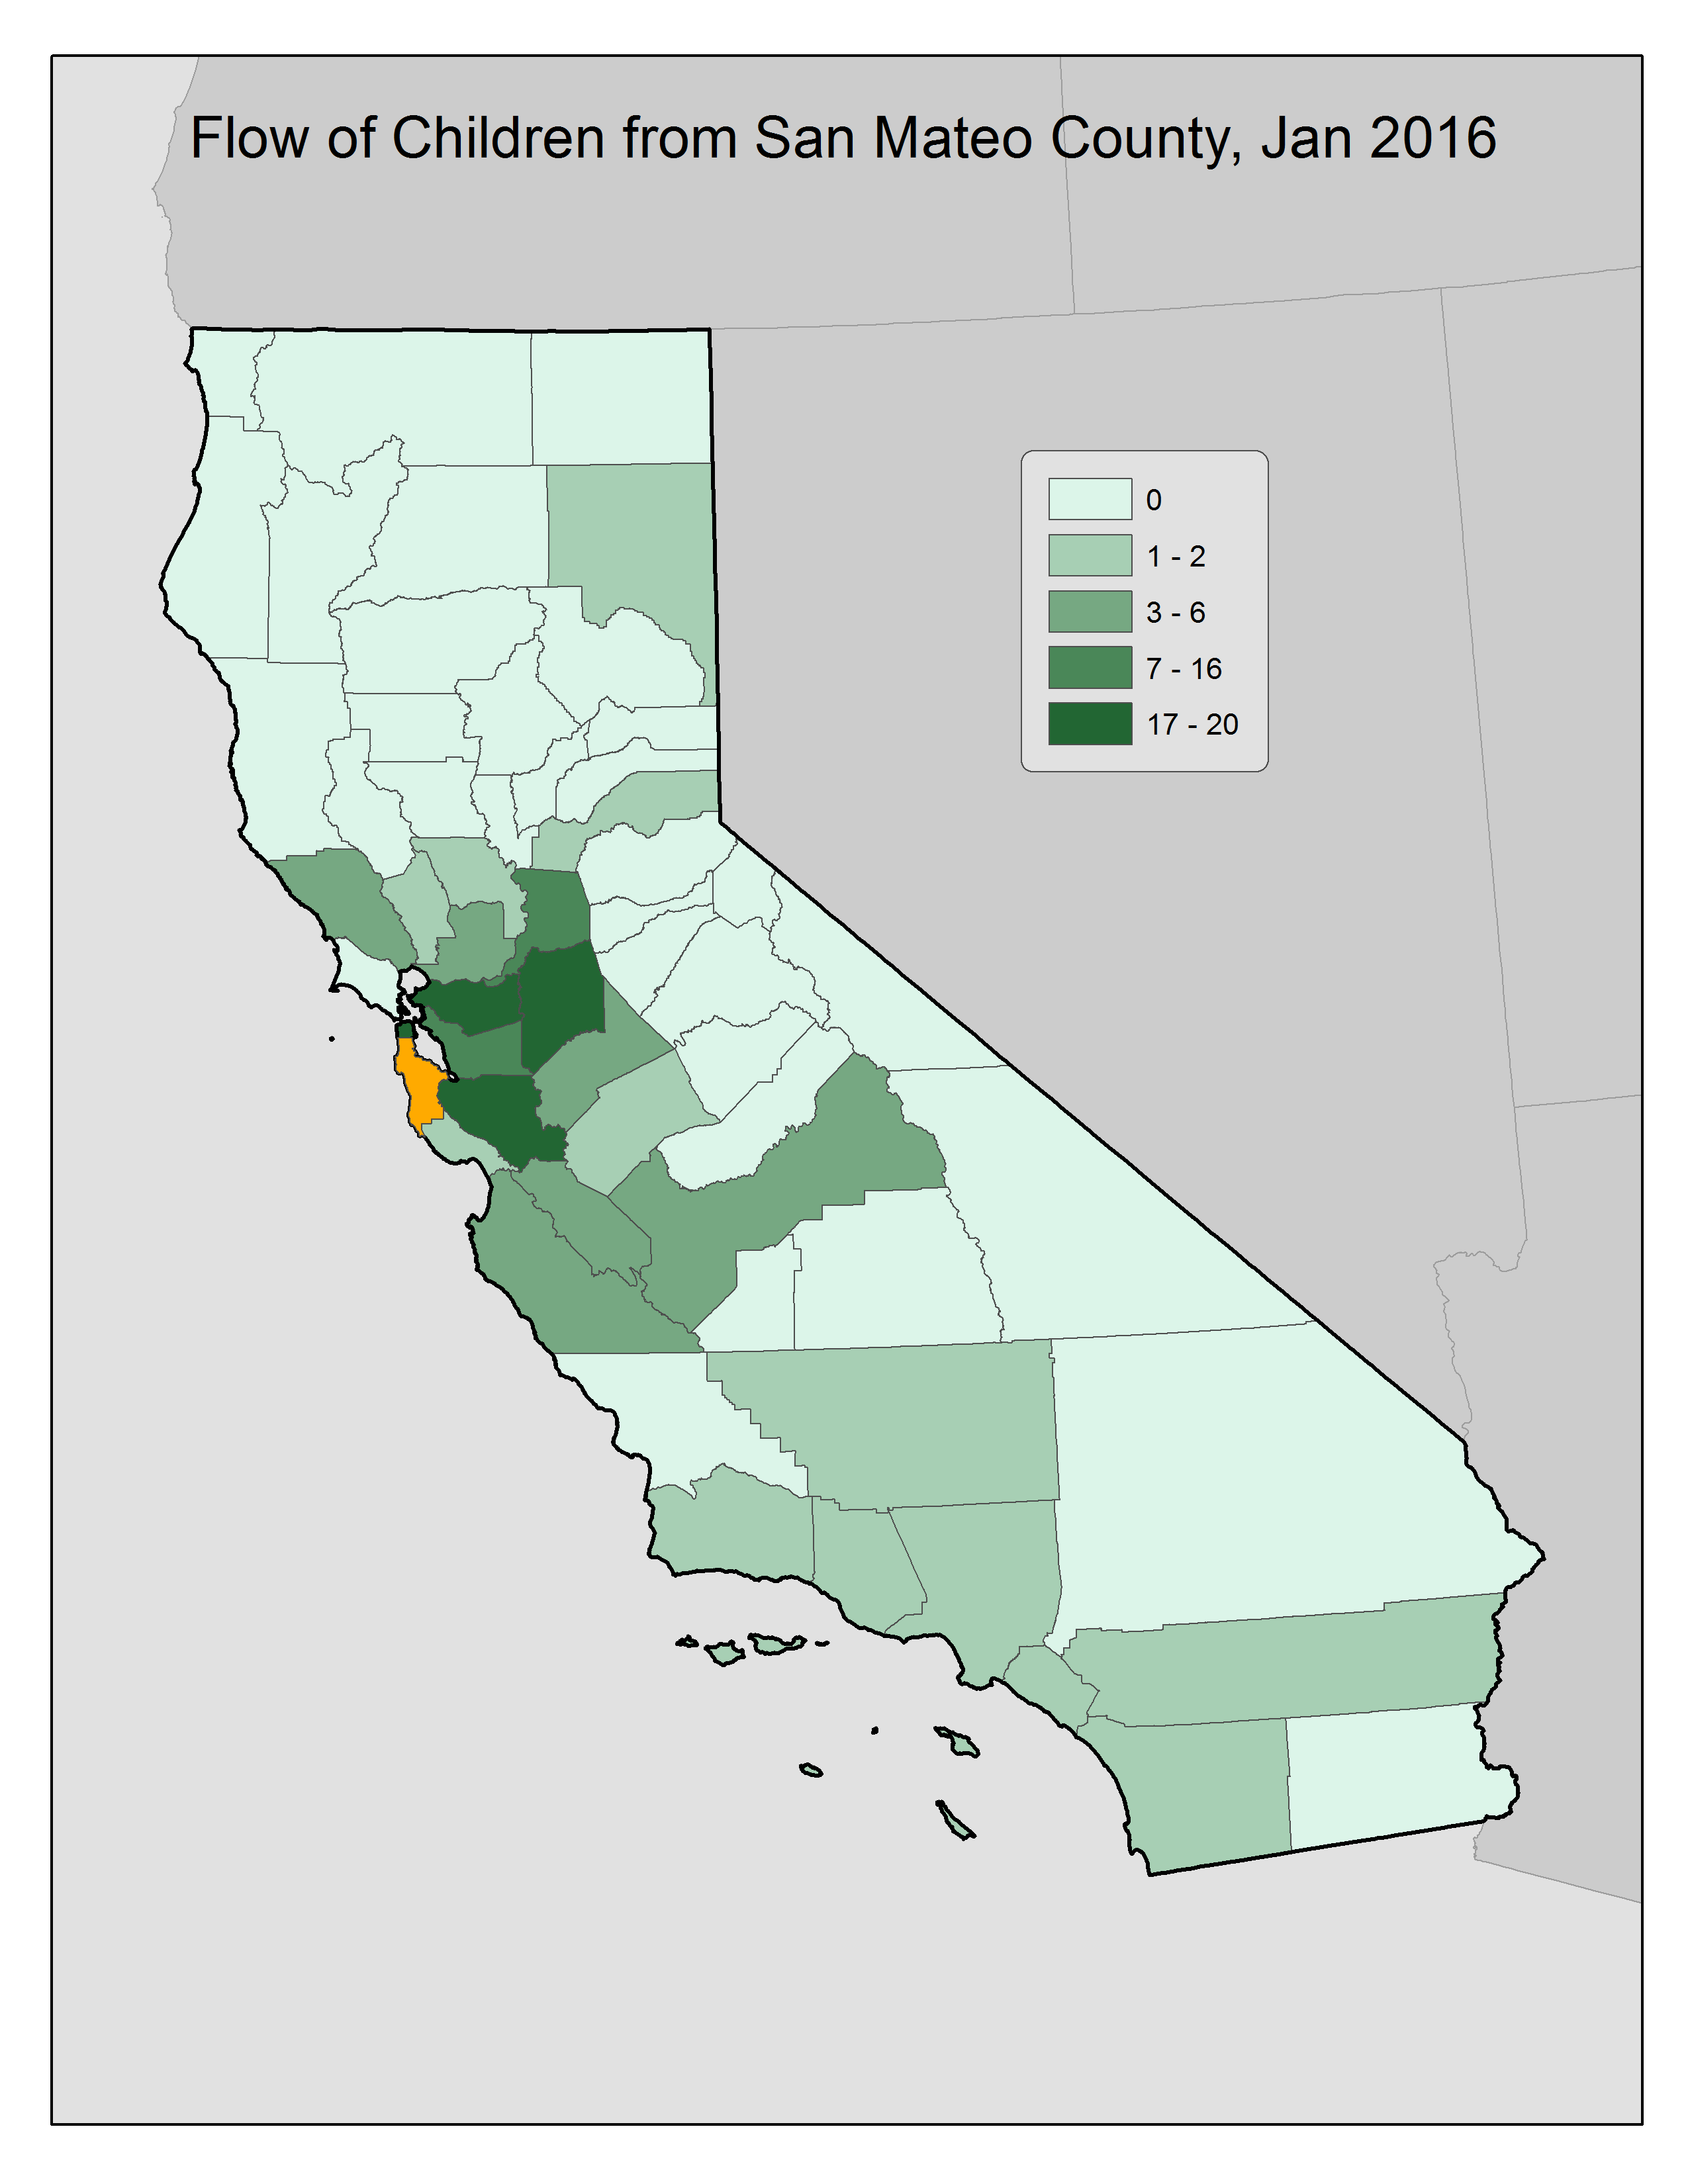 Flow of Children from San Mateo County, Jan 2016
0
1 - 2
3 - 6
7 - 16
17 - 20